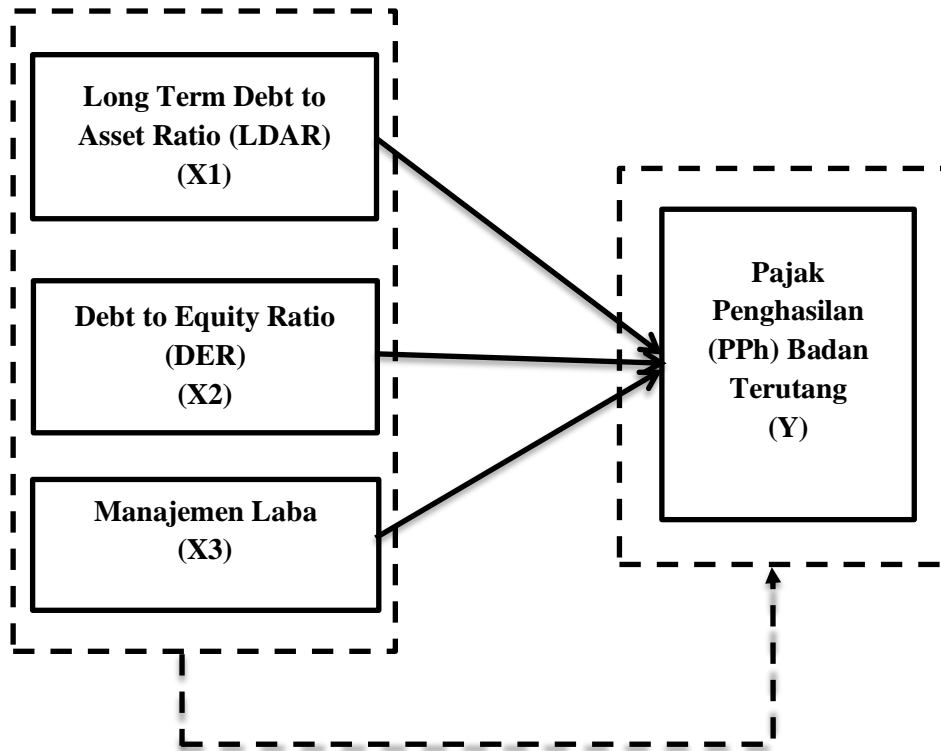 Long Term Debt to
Asset Ratio (LDAR)
(X1)
Debt to Equity Ratio
(DER)
(X2)
Manajemen Laba
(X3)
Pajak
Penghasilan
(PPh) Badan
Terutang
(Y)